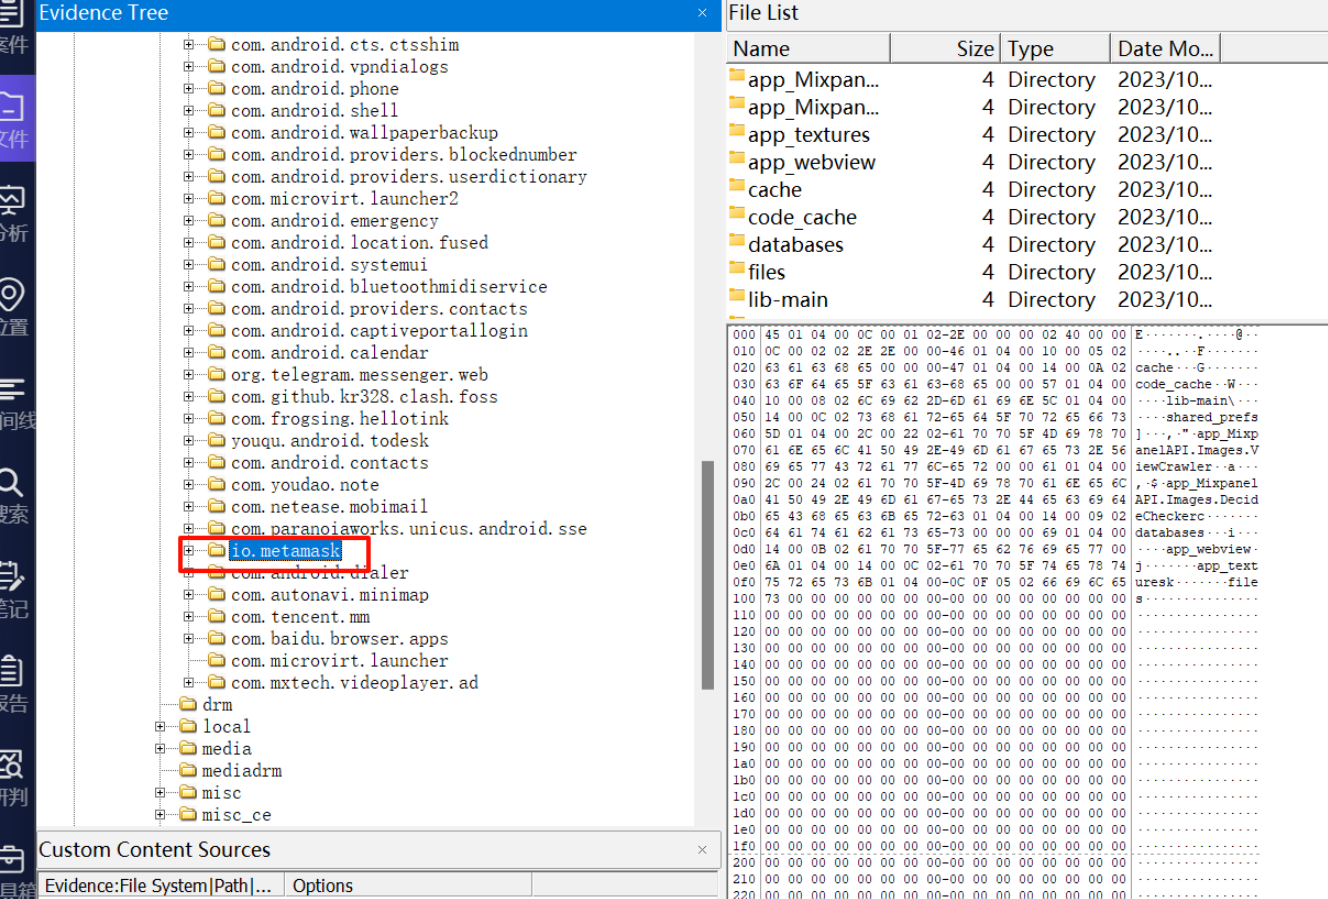 案件
文件
分析
位置
时间线
搜索
笔记
报告
研判
工具箱
Evidence Tree
com.android.cts.ctsshim
com.android.vpndialogs
com.android.phone
com.android.shell
com.android.wallpaperbackup
com.android.providers.blockednumber
com.android.providers.userdictionary
com.microvirt.launcher2
com.android.emergency
com.android.location.fused
com.android.systemui
com.android.bluetoothmidiservice
com.android.providers.contacts
com.android.captiveportallogin
com.android.calendar
org.telegram.messenger.web
com.github.kr328.clash.foss
com.frogsing.hellotink
youqu.android.todesk
com.android.contacts
com.youdao.note
com.netease.mobimail
com.paranoiaworks.unicus.android.sse
io.metamask
com.android.dialer
com.autonavi.minimap
com.tencent.mm
com.baidu.browser.apps
com.microvirt.launcher
com.mxtech.videoplayer.ad
drm
local
media
mediadrm
misc
misc_ce
Custom Content Sources
Evidence:File System|Path|... Options
File List
Name Size Type Date Mo...
app_Mixpan... 4 Directory 2023/10...
app_Mixpan... 4 Directory 2023/10...
app_textures 4 Directory 2023/10...
app_webview 4 Directory 2023/10...
cache 4 Directory 2023/10...
code_cache 4 Directory 2023/10...
databases 4 Directory 2023/10...
files 4 Directory 2023/10...
lib-main 4 Directory 2023/10...
000 45 01 04 00 0C 00 01 02-2E 00 00 00 02 40 00 00 E·······.····@··
010 0C 00 02 02 2E 2E 00 00-46 01 04 00 10 00 05 02 ····..··F·······
020 63 61 63 68 65 00 00 00-47 01 04 00 14 00 0A 02 cache···G·······
030 63 6F 64 65 5F 63 61 63-68 65 00 00 57 01 04 00 code_cache··W···
040 10 00 08 02 6C 69 62 2D-6D 61 69 6E 5C 01 04 00 ····lib-main\···
050 14 00 0C 02 73 68 61 72-65 64 5F 70 72 65 66 73 ····shared_prefs
060 5D 01 04 00 2C 00 22 02-61 70 70 5F 4D 69 78 70 ]···,·"·app_Mixp
070 61 6E 65 6C 41 50 49 2E-49 6D 61 67 65 73 2E 56 anelAPI.Images.V
080 69 65 77 43 72 61 77 6C-65 72 00 00 61 01 04 00 iewCrawler··a···
090 2C 00 24 02 61 70 70 5F-4D 69 78 70 61 6E 65 6C ,·$·app_Mixpanel
0a0 41 50 49 2E 49 6D 61 67-65 73 2E 44 65 63 69 64 API.Images.Decid
0b0 65 43 68 65 63 6B 65 72-63 01 04 00 14 00 09 02 eCheckerc·······
0c0 64 61 74 61 62 61 73 65-73 00 00 00 69 01 04 00 databases···i···
0d0 14 00 0B 02 61 70 70 5F-77 65 62 76 69 65 77 00 ····app_webview·
0e0 6A 01 04 00 14 00 0C 02-61 70 70 5F 74 65 78 74 j·······app_text
0f0 75 72 65 73 6B 01 04 00-0C 0F 05 02 66 69 6C 65 uresk·······file
100 73 00 00 00 00 00 00 00-00 00 00 00 00 00 00 00 s···············
110 00 00 00 00 00 00 00 00-00 00 00 00 00 00 00 00 ················
120 00 00 00 00 00 00 00 00-00 00 00 00 00 00 00 00 ················
130 00 00 00 00 00 00 00 00-00 00 00 00 00 00 00 00 ················
140 00 00 00 00 00 00 00 00-00 00 00 00 00 00 00 00 ················
150 00 00 00 00 00 00 00 00-00 00 00 00 00 00 00 00 ················
160 00 00 00 00 00 00 00 00-00 00 00 00 00 00 00 00 ················
170 00 00 00 00 00 00 00 00-00 00 00 00 00 00 00 00 ················
180 00 00 00 00 00 00 00 00-00 00 00 00 00 00 00 00 ················
190 00 00 00 00 00 00 00 00-00 00 00 00 00 00 00 00 ················
1a0 00 00 00 00 00 00 00 00-00 00 00 00 00 00 00 00 ················
1b0 00 00 00 00 00 00 00 00-00 00 00 00 00 00 00 00 ················
1c0 00 00 00 00 00 00 00 00-00 00 00 00 00 00 00 00 ················
1d0 00 00 00 00 00 00 00 00-00 00 00 00 00 00 00 00 ················
1e0 00 00 00 00 00 00 00 00-00 00 00 00 00 00 00 00 ················
1f0 00 00 00 00 00 00 00 00-00 00 00 00 00 00 00 00 ················
200 00 00 00 00 00 00 00 00-00 00 00 00 00 00 00 00 ················
210 00 00 00 00 00 00 00 00-00 00 00 00 00 00 00 00 ················
220 00 00 00 00 00 00 00 00-00 00 00 00 00 00 00 00 ················